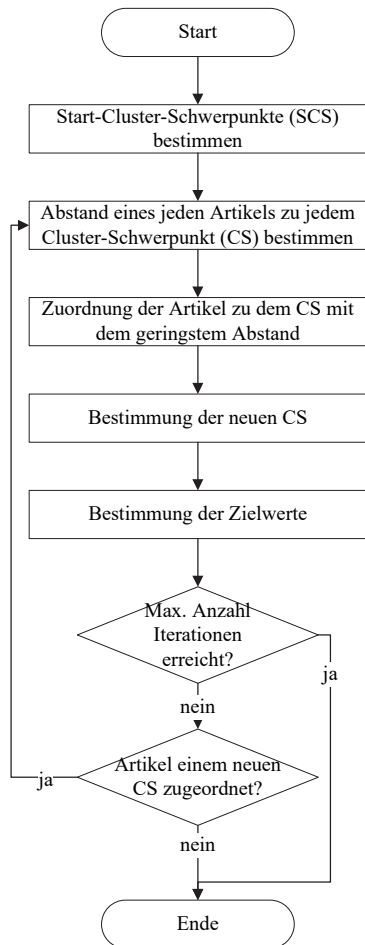 Start
Start-Cluster-Schwerpunkte (SCS)
bestimmen
Abstand eines jeden Artikels zu jedem
Cluster-Schwerpunkt (CS) bestimmen
Zuordnung der Artikel zu dem CS mit
dem geringstem Abstand
Bestimmung der neuen CS
Bestimmung der Zielwerte
Max. Anzahl
Iterationen
erreicht?
ja
nein
Artikel einem neuen
CS zugeordnet?
ja
nein
Ende